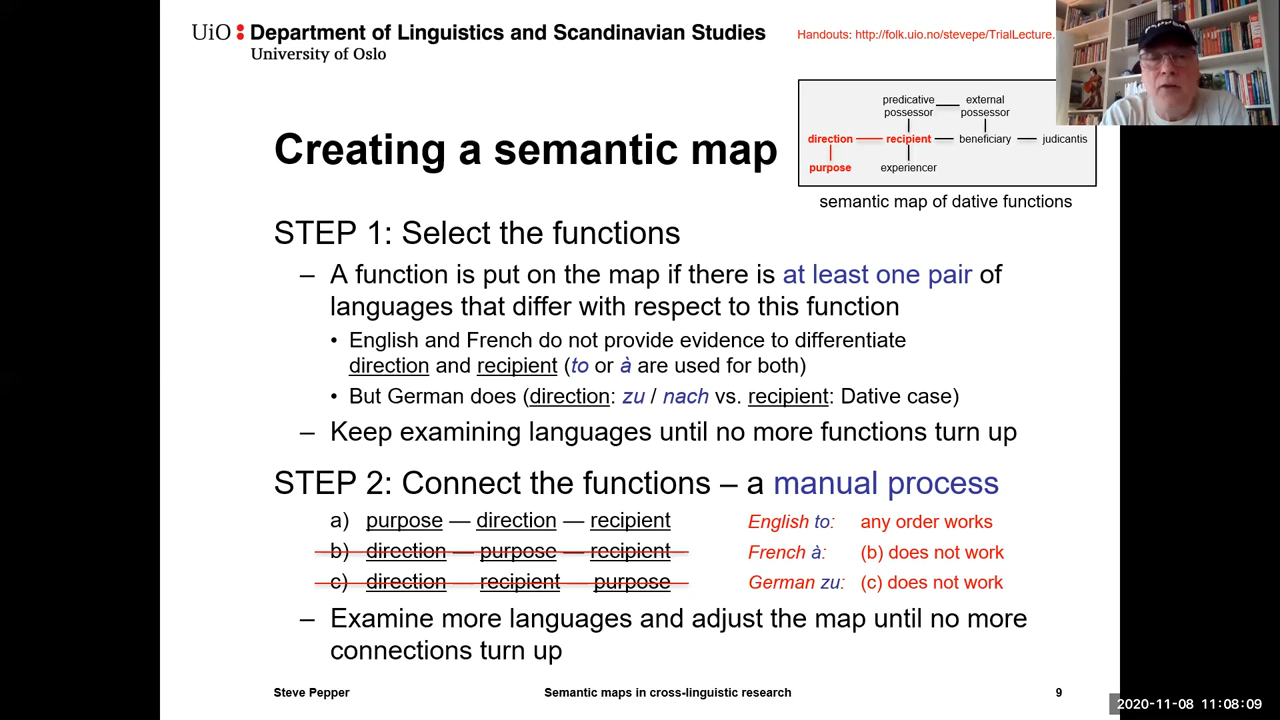 UiO : Department of Linguistics and Scandinavian Studies
University of Oslo
Handouts: http://folk.uio.no/stevepe/TrialLecture.
predicative external
possessor possessor
direction recipient beneficiary judicantis
purpose experiencer
semantic map of dative functions
Creating a semantic map
STEP 1: Select the functions
– A function is put on the map if there is at least one pair of
languages that differ with respect to this function
• English and French do not provide evidence to differentiate
direction and recipient (to or à are used for both)
• But German does (direction: zu / nach vs. recipient: Dative case)
– Keep examining languages until no more functions turn up
STEP 2: Connect the functions – a manual process
a) purpose — direction — recipient English to: any order works
b) direction — purpose — recipient French à: (b) does not work
c) direction — recipient — purpose German zu: (c) does not work
– Examine more languages and adjust the map until no more
connections turn up
Steve Pepper Semantic maps in cross-linguistic research 9
2020-11-08 11:08:09